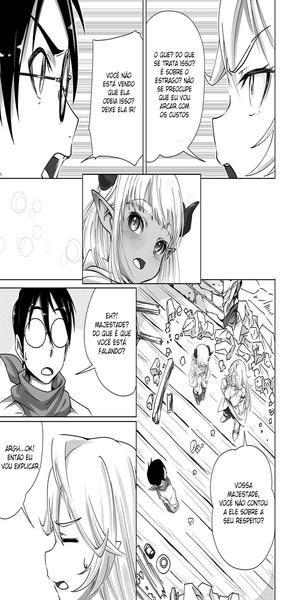 O QUE? DO QUE
SE TRATA ISSO?
É SOBRE O
ESTRAGO? NÃO
SE PREOCUPE
QUE EU VOU
ARCAR COM
OS CUSTOS
VOCÊ NÃO
ESTÁ VENDO
QUE ELA
ODEIA ISSO?
DEIXE ELA IR!
EH?!
MAJESTADE?
DO QUE É
QUE VOCÊ
ESTÁ
FALANDO?
VOSSA
MAJESTADE,
VOCÊ NÃO CONTOU
A ELE SOBRE A
SEU RESPEITO?
ARGH...OK!
ENTÃO EU
VOU EXPLICAR